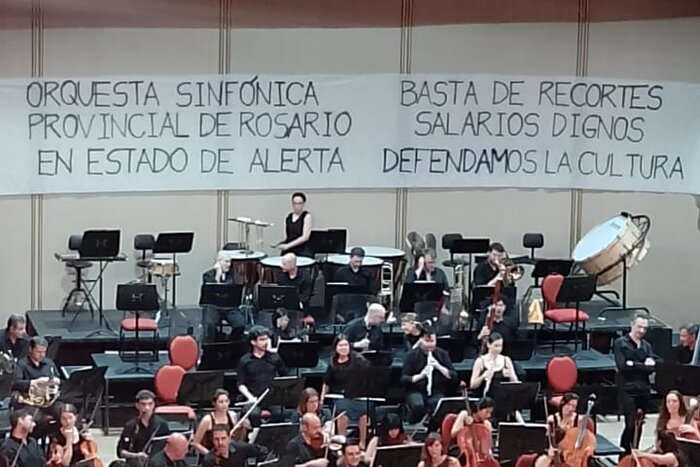 ORQUESTA SINFÓNICA
PROVINCIAL DE ROSARIO
EN ESTADO DE ALERTA
BASTA DE RECORTES
SALARIOS DIGNOS
DEFENDAMOS LA CULTURA